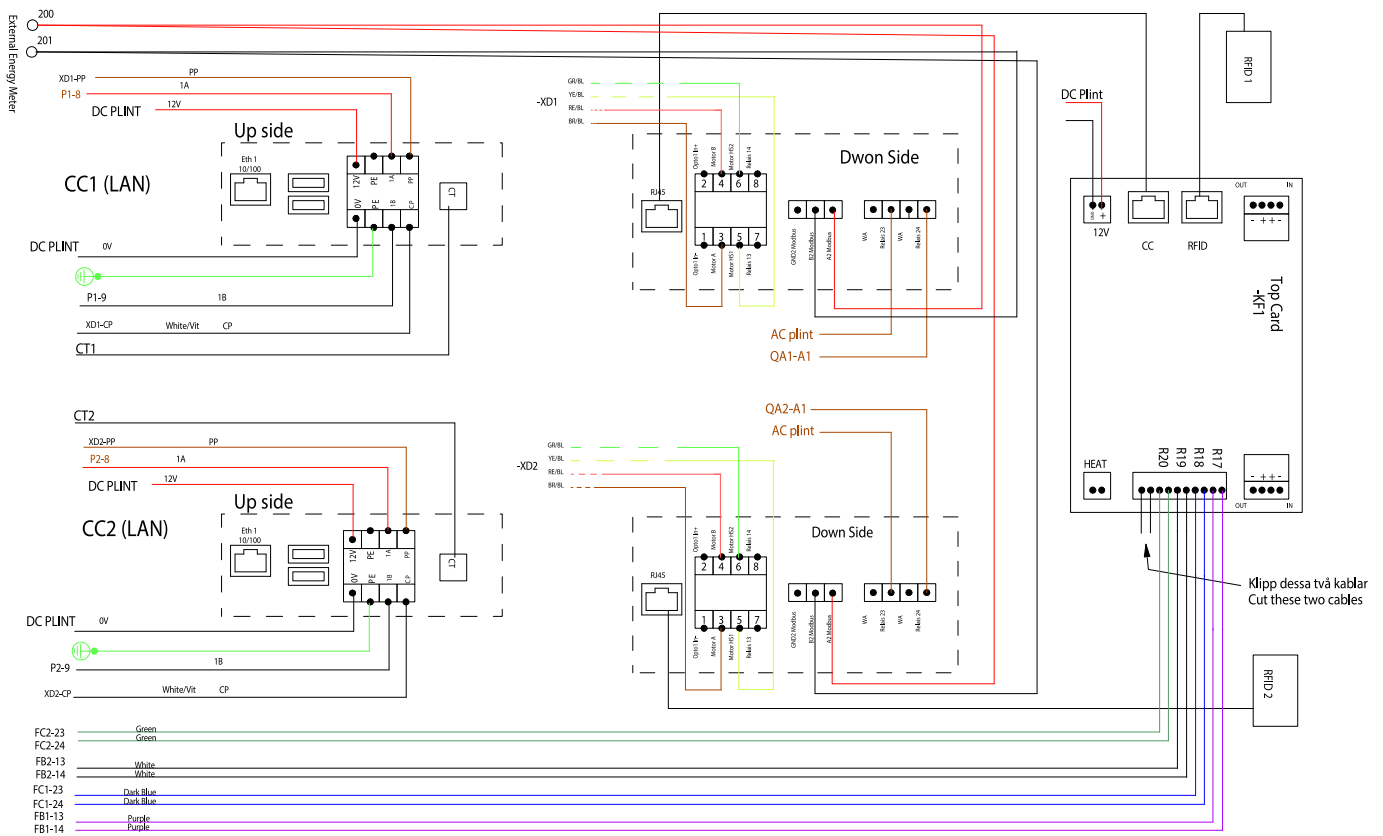 200
201
External Energy Meter
XD1-PP
PP
P1-8
1A
DC PLINT
12V
Up side
Eth 1
10/100
CC1 (LAN)
12V
PE
1A
PP
0V
PE
1B
CP
CT
DC PLINT
0V
P1-9
1B
XD1-CP
White/Vit
CP
CT1
-XD1
GR/BL
YE/BL
RE/BL
BR/BL
Dwon Side
Opto1 In+
Motor B
Motor HS2
Relais 14
2
4
6
8
RJ45
1
3
5
7
Opto1 In-
Motor A
Motor HS1
Relais 13
GND2 Modbus
B2 Modbus
A2 Modbus
WA
Relais 23
WA
Relais 24
AC plint
QA1-A1
RFID 1
DC Plint
GND
+
12V
CC
RFID
OUT
IN
- + + -
Top Card
-KF1
HEAT
R20
R19
R18
R17
- + + -
OUT
IN
Klipp dessa två kablar
Cut these two cables
RFID 2
CT2
XD2-PP
PP
P2-8
1A
DC PLINT
12V
Up side
Eth 1
10/100
CC2 (LAN)
12V
PE
1A
PP
0V
PE
1B
CP
CT
DC PLINT
0V
P2-9
1B
XD2-CP
White/Vit
CP
QA2-A1
AC plint
-XD2
GR/BL
YE/BL
RE/BL
BR/BL
Down Side
Opto1 In+
Motor B
Motor HS2
Relais 14
2
4
6
8
RJ45
1
3
5
7
Opto1 In-
Motor A
Motor HS1
Relais 13
GND2 Modbus
B2 Modbus
A2 Modbus
WA
Relais 23
WA
Relais 24
FC2-23
Green
FC2-24
Green
FB2-13
White
FB2-14
White
FC1-23
Dark Blue
FC1-24
Dark Blue
FB1-13
Purple
FB1-14
Purple